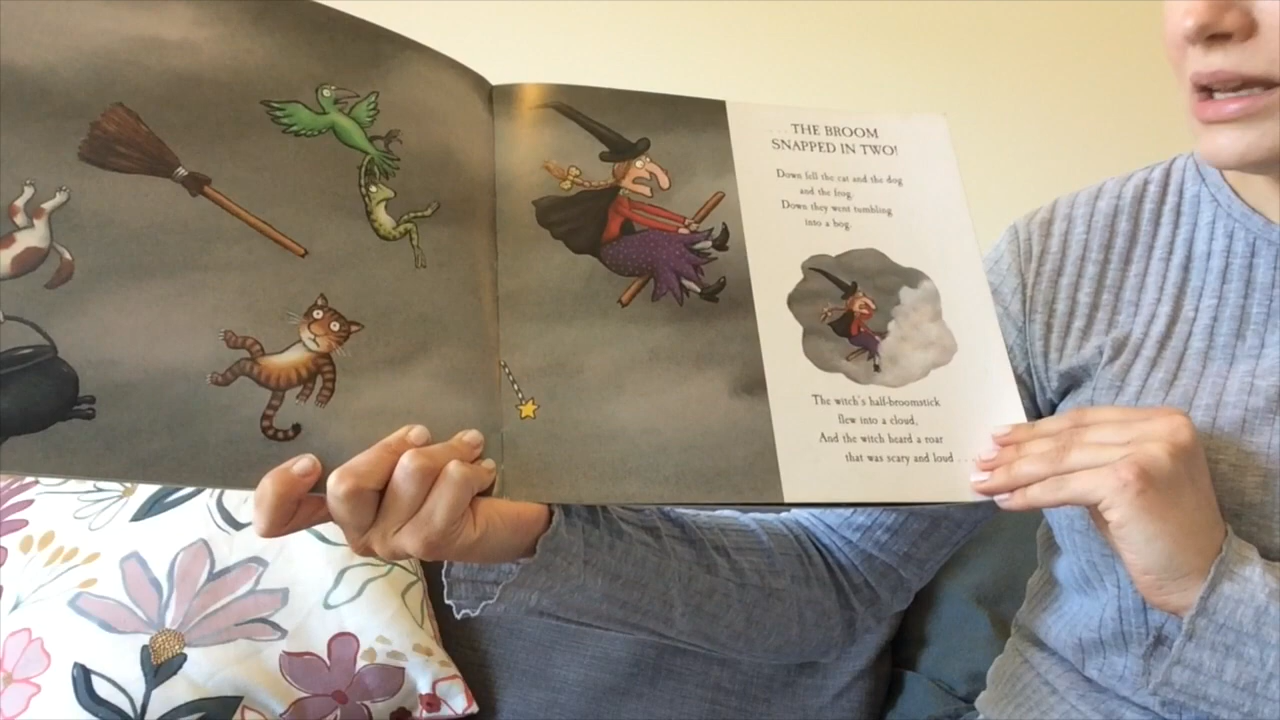 ... THE BROOM
SNAPPED IN TWO!
Down fell the cat and the dog
and the frog.
Down they went tumbling
into a bog.
The witch's half-broomstick
flew into a cloud,
And the witch heard a roar
that was scary and loud ...